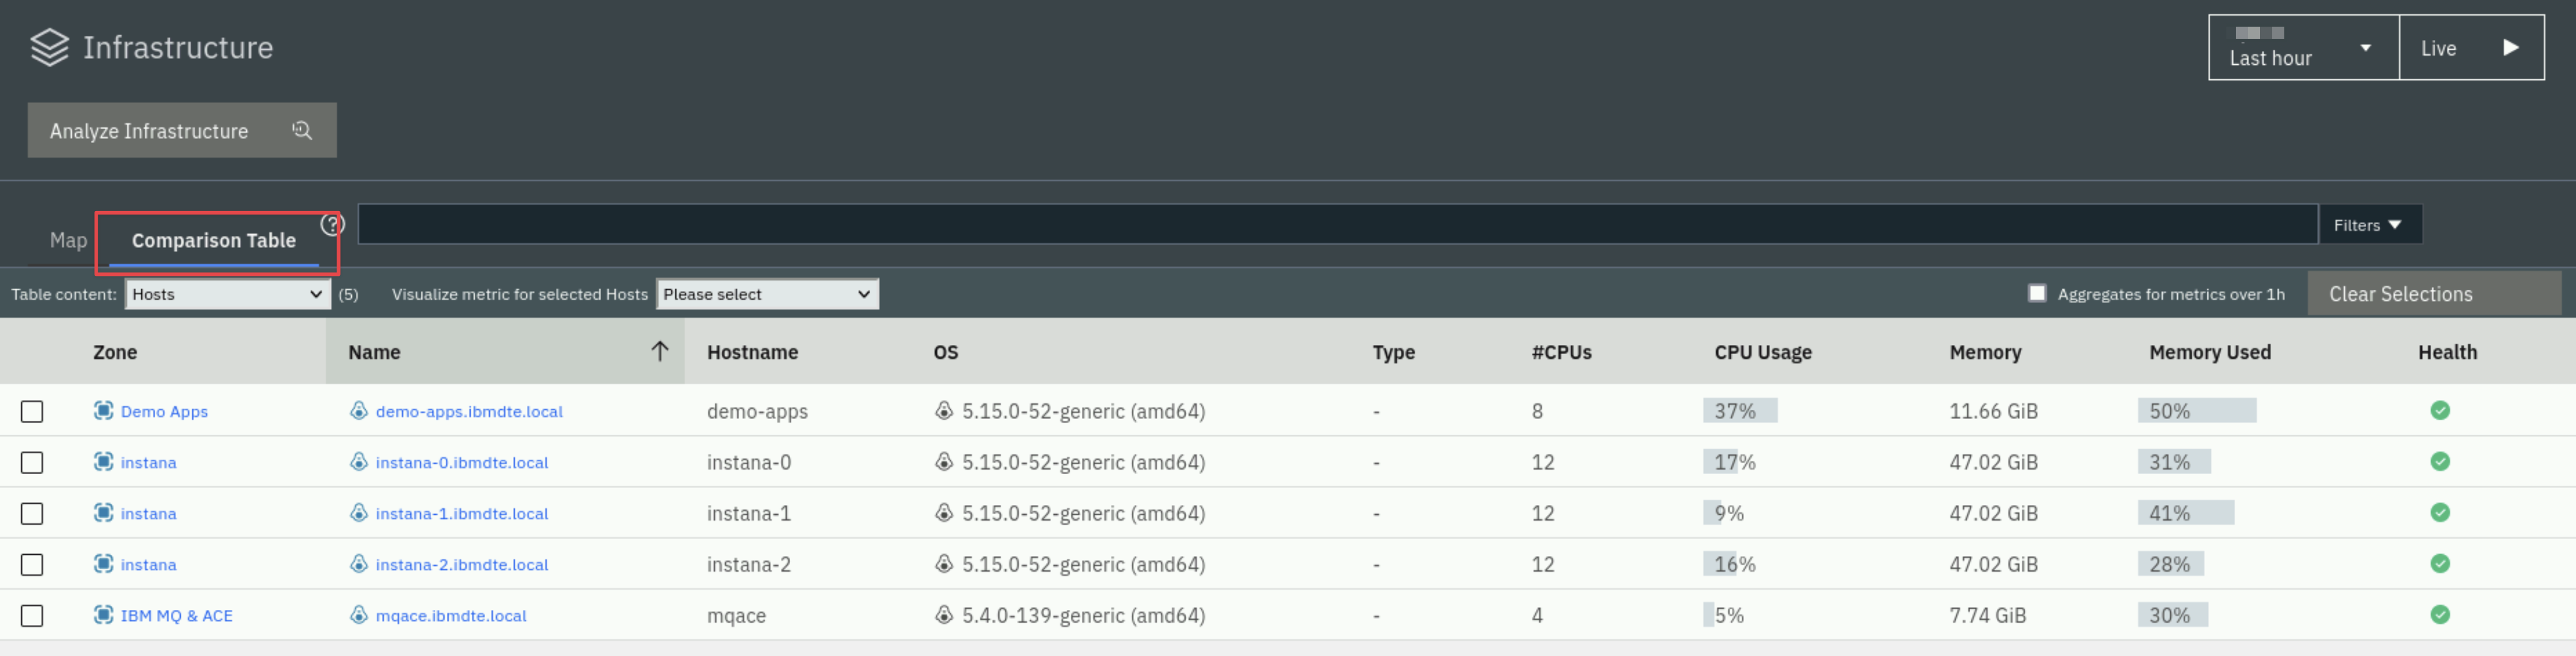 Infrastructure
Last hour
Live
Analyze Infrastructure
Map Comparison Table ? Filters
Table content: Hosts (5) Visualize metric for selected Hosts Please select Aggregates for metrics over 1h Clear Selections
Zone Name Hostname OS Type #CPUs CPU Usage Memory Memory Used Health
Demo Apps demo-apps.ibmdte.local demo-apps 5.15.0-52-generic (amd64) - 8 37% 11.66 GiB 50%
instana instana-0.ibmdte.local instana-0 5.15.0-52-generic (amd64) - 12 17% 47.02 GiB 31%
instana instana-1.ibmdte.local instana-1 5.15.0-52-generic (amd64) - 12 9% 47.02 GiB 41%
instana instana-2.ibmdte.local instana-2 5.15.0-52-generic (amd64) - 12 16% 47.02 GiB 28%
IBM MQ & ACE mqace.ibmdte.local mqace 5.4.0-139-generic (amd64) - 4 5% 7.74 GiB 30%